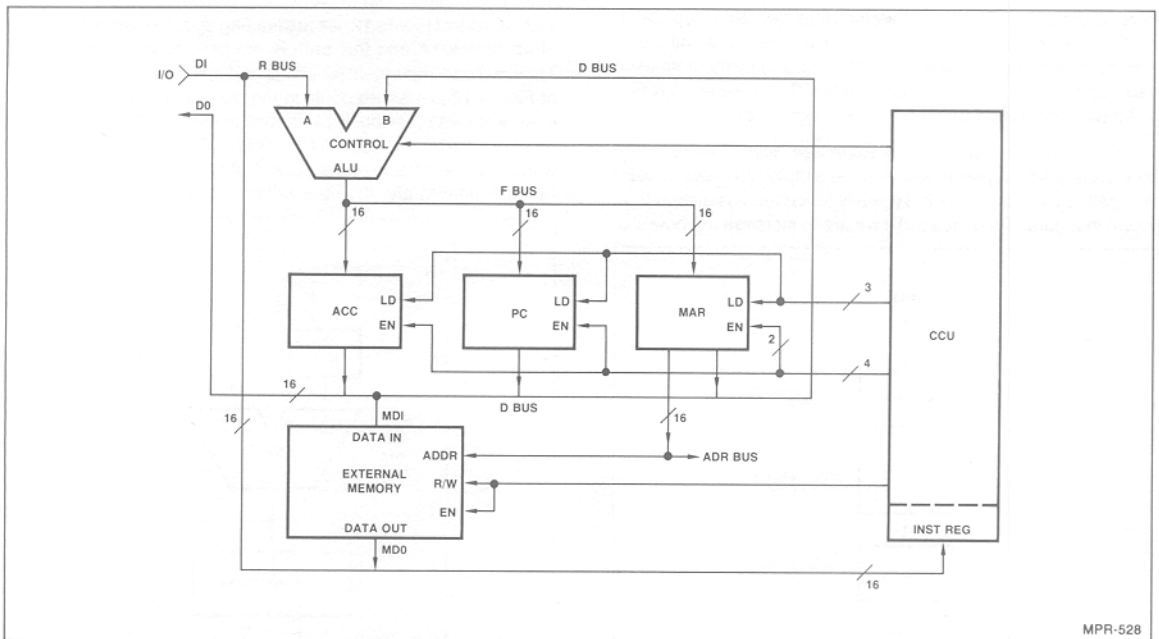 DI
R BUS
D BUS
I/O
D0
A
B
CONTROL
ALU
F BUS
16
16
16
ACC
LD
EN
PC
LD
EN
MAR
LD
EN
3
2
4
CCU
16
16
D BUS
16
MDI
DATA IN
ADDR
ADR BUS
EXTERNAL
MEMORY
R/W
EN
DATA OUT
MD0
INST REG
16
MPR-528